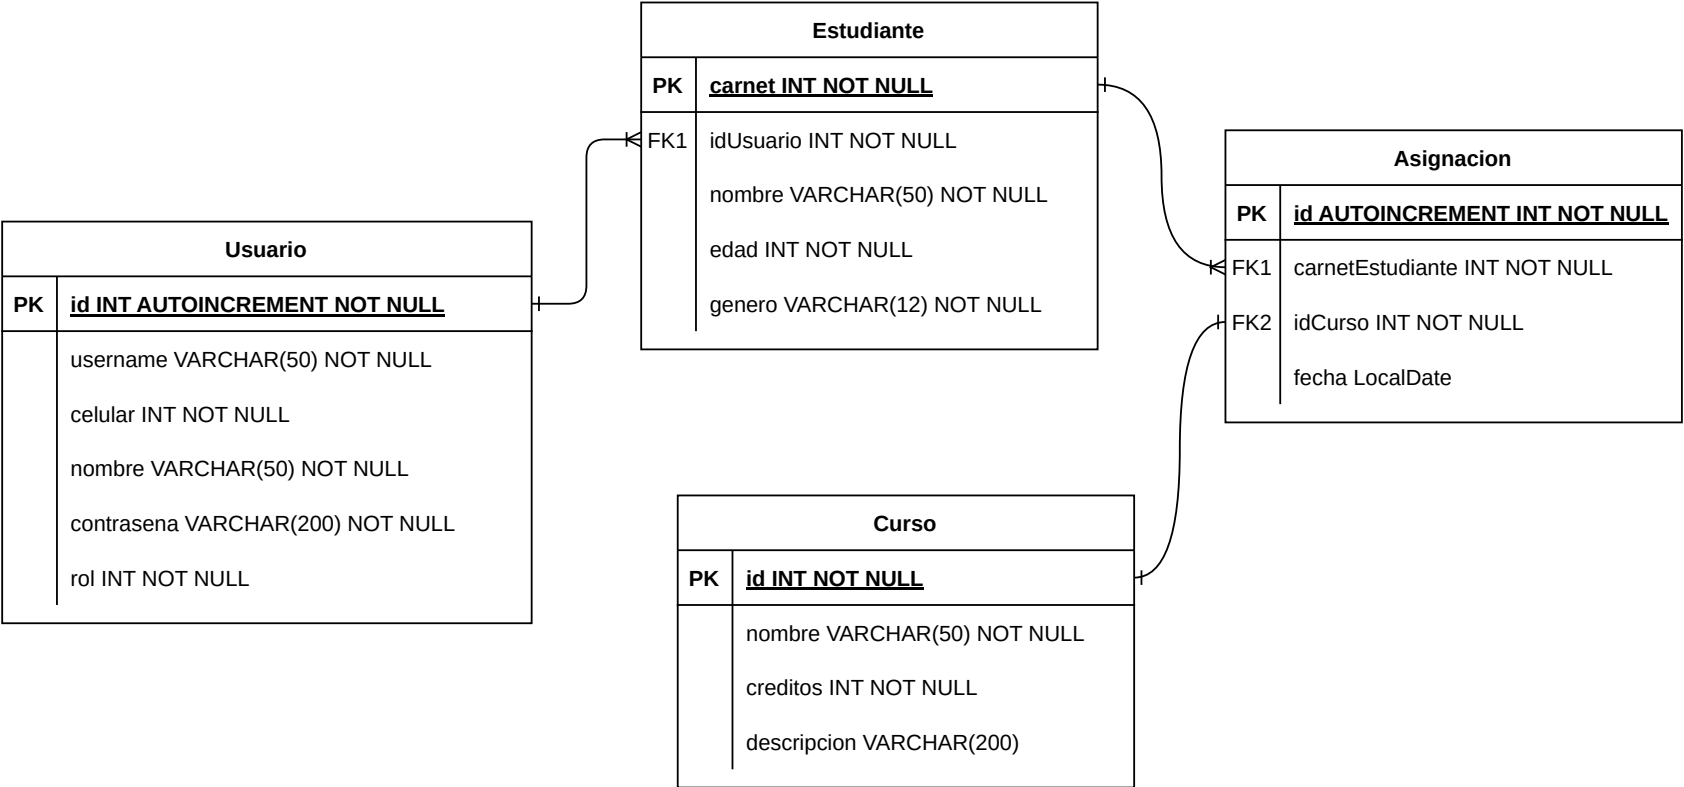 Estudiante
PK carnet INT NOT NULL
FK1 idUsuario INT NOT NULL
nombre VARCHAR(50) NOT NULL
edad INT NOT NULL
genero VARCHAR(12) NOT NULL
Usuario
PK id INT AUTOINCREMENT NOT NULL
username VARCHAR(50) NOT NULL
celular INT NOT NULL
nombre VARCHAR(50) NOT NULL
contrasena VARCHAR(200) NOT NULL
rol INT NOT NULL
Asignacion
PK id AUTOINCREMENT INT NOT NULL
FK1 carnetEstudiante INT NOT NULL
FK2 idCurso INT NOT NULL
fecha LocalDate
Curso
PK id INT NOT NULL
nombre VARCHAR(50) NOT NULL
creditos INT NOT NULL
descripcion VARCHAR(200)